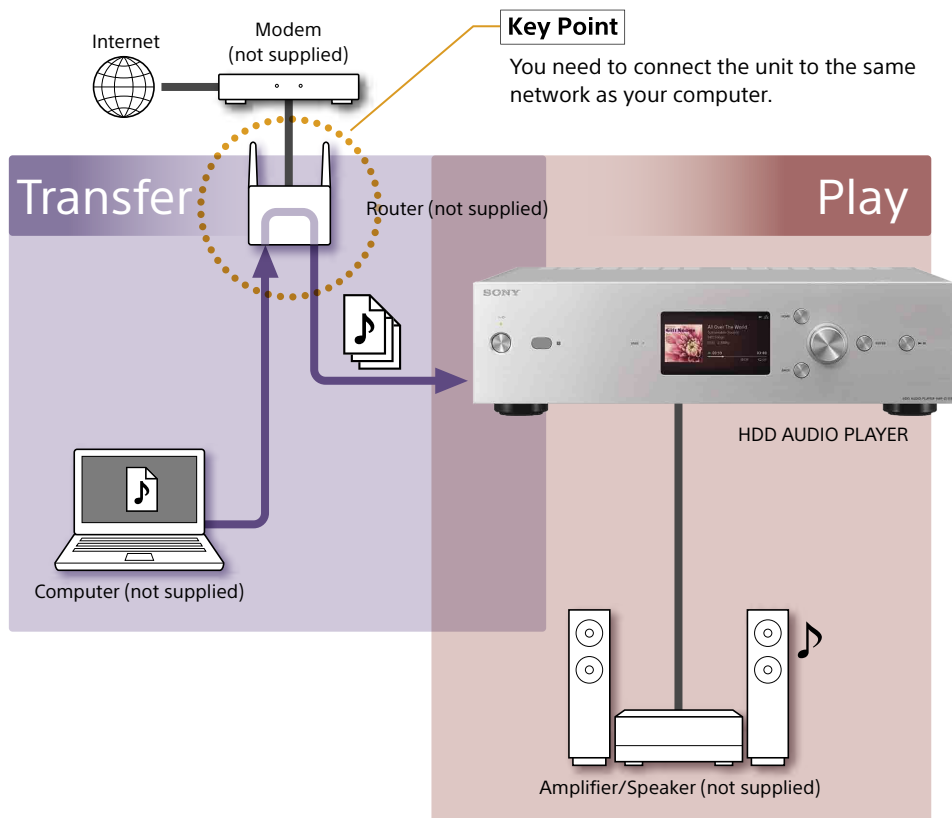 Internet
Modem
(not supplied)
Key Point
You need to connect the unit to the same
network as your computer.
Transfer
Play
Router (not supplied)
SONY
All Over The World
HDD AUDIO PLAYER
Computer (not supplied)
Amplifier/Speaker (not supplied)